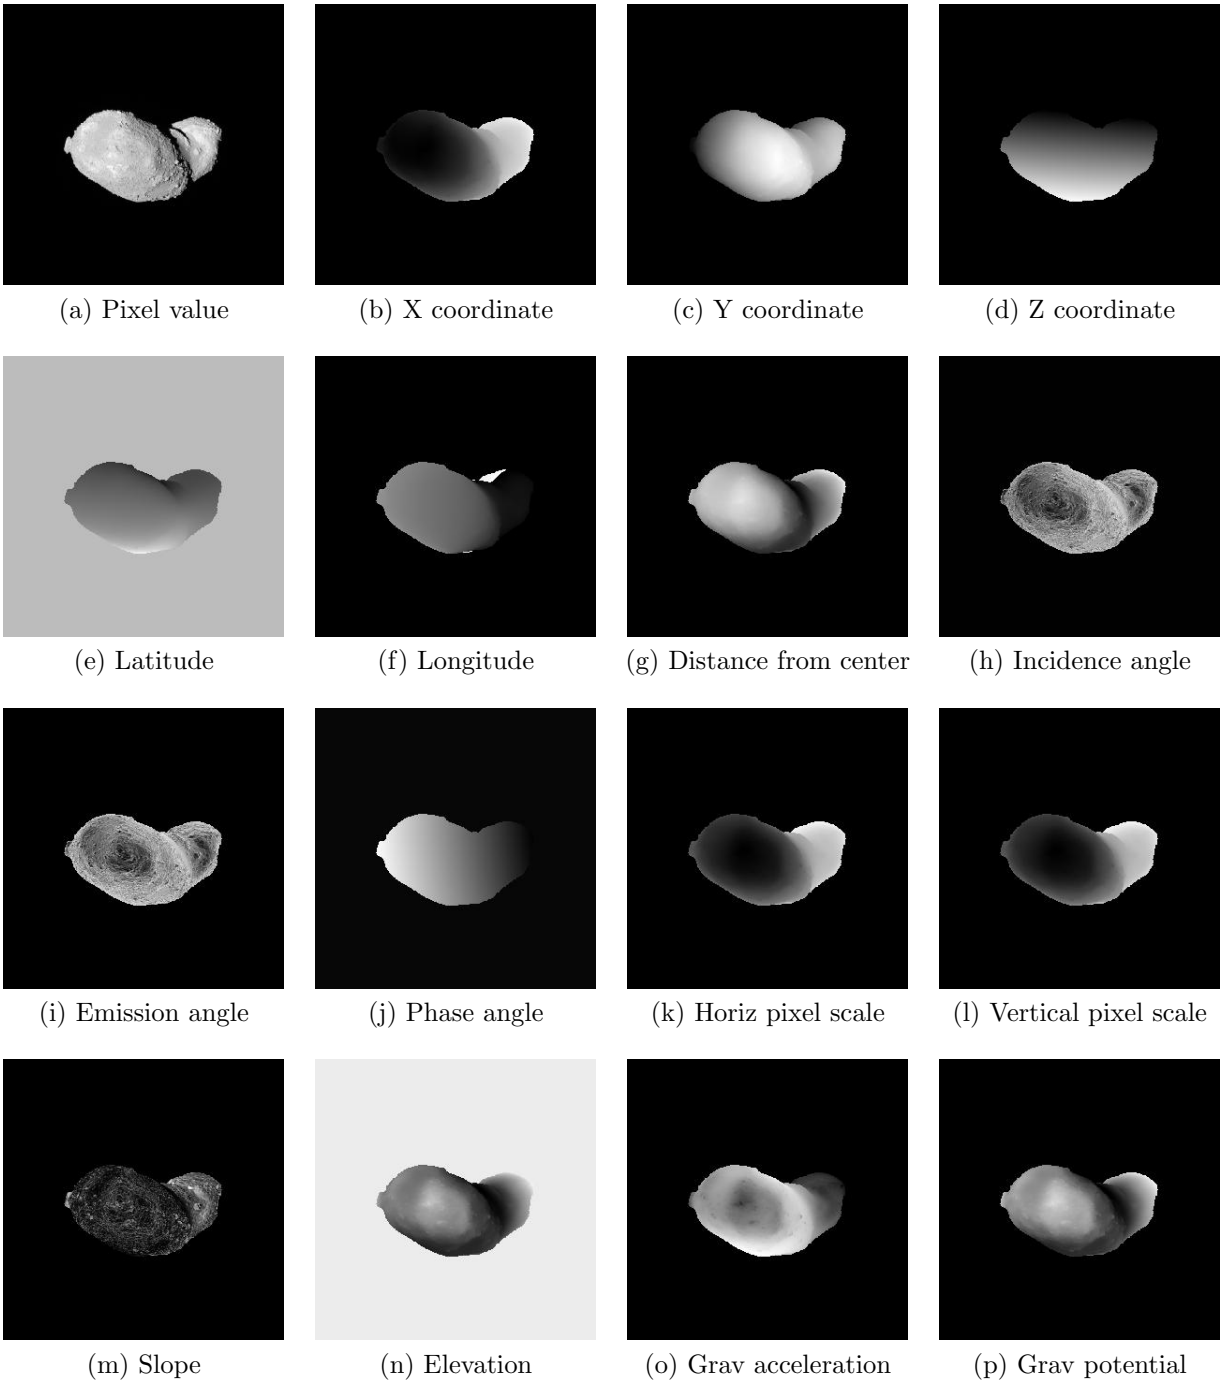 (a) Pixel value
(b) X coordinate
(c) Y coordinate
(d) Z coordinate
(e) Latitude
(f) Longitude
(g) Distance from center
(h) Incidence angle
(i) Emission angle
(j) Phase angle
(k) Horiz pixel scale
(l) Vertical pixel scale
(m) Slope
(n) Elevation
(o) Grav acceleration
(p) Grav potential